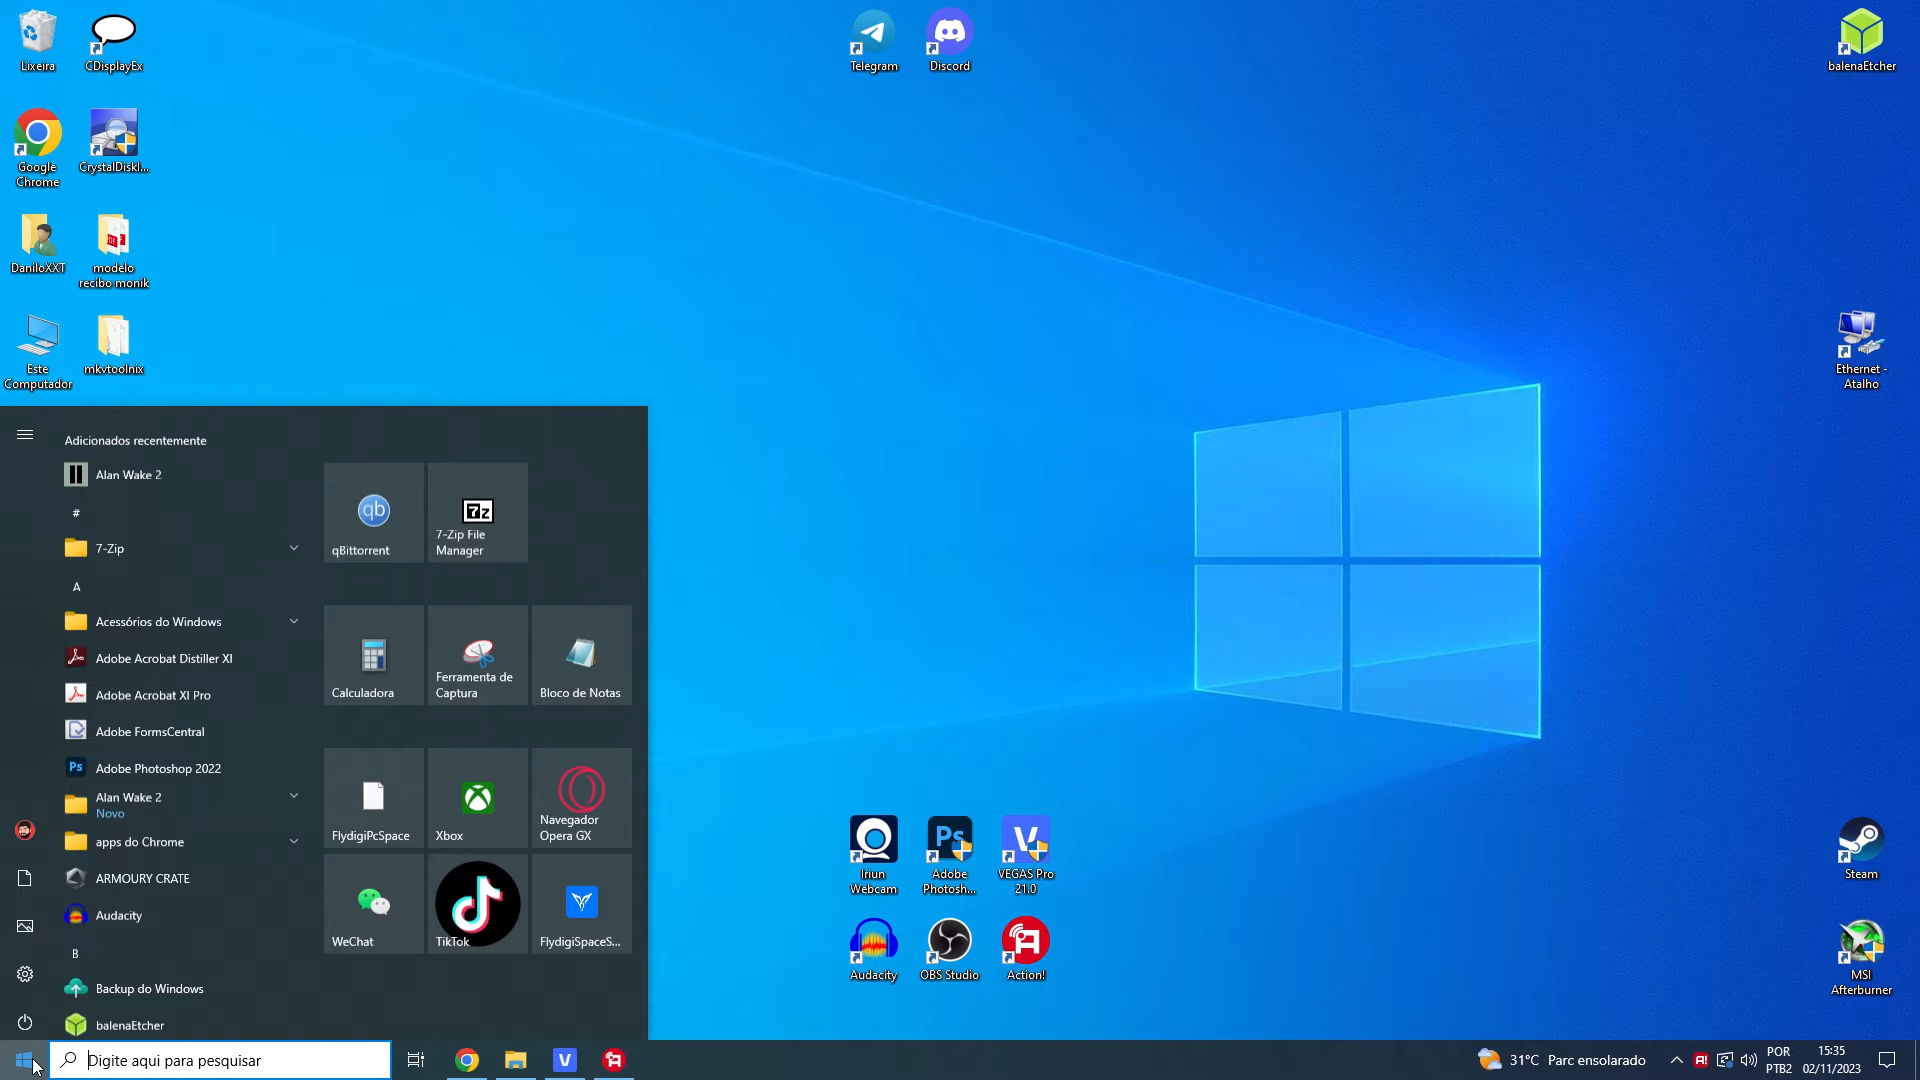 Lixeira
CDisplayEx
Telegram
Discord
balenaEtcher
Google
Chrome
CrystalDiskI...
DaniloXXT
modelo
recibo monik
Este
Computador
mkvtoolnix
Ethernet -
Atalho
Adicionados recentemente
Alan Wake 2
#
7-Zip
A
Acessórios do Windows
Adobe Acrobat Distiller XI
Adobe Acrobat XI Pro
Adobe FormsCentral
Ps
Adobe Photoshop 2022
Alan Wake 2
Novo
apps do Chrome
ARMOURY CRATE
Audacity
B
Backup do Windows
balenaEtcher
qb
qBittorrent
7z
7-Zip File
Manager
Calculadora
Ferramenta de
Captura
Bloco de Notas
FlydigiPcSpace
Xbox
Navegador
Opera GX
WeChat
TikTok
FlydigiSpaceS...
Iriun
Webcam
Ps
Adobe
Photosh...
V
VEGAS Pro
21.0
Audacity
OBS Studio
Action!
Steam
MSI
Afterburner
Digite aqui para pesquisar
V
31°C Parc ensolarado
POR
PTB2
15:35
02/11/2023